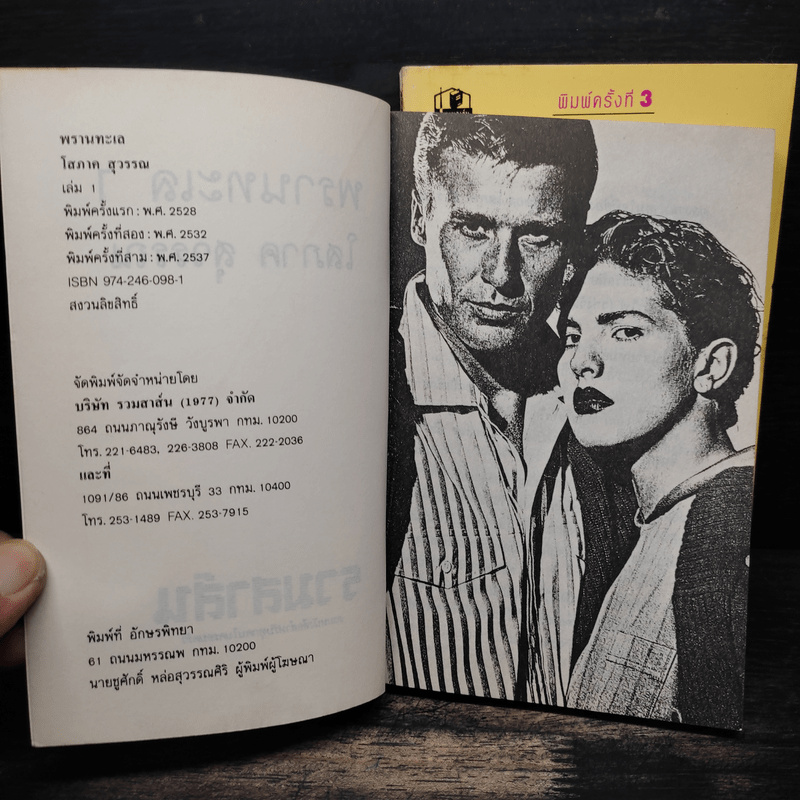 พรานทะเล
โสภาค สุวรรณ
เล่ม 1
พิมพ์ครั้งแรก : พ.ศ. 2528
พิมพ์ครั้งที่สอง : พ.ศ. 2532
พิมพ์ครั้งที่สาม : พ.ศ. 2537
ISBN 974-246-098-1
สงวนลิขสิทธิ์
จัดพิมพ์จัดจำหน่ายโดย
บริษัท รวมสาส์น (1977) จำกัด
864 ถนนภาณุรังษี วังบูรพา กทม. 10200
โทร. 221-6483, 226-3808 FAX. 222-2036
และที่
1091/86 ถนนเพชรบุรี 33 กทม. 10400
โทร. 253-1489 FAX. 253-7915
พิมพ์ที่ อักษรพิทยา
61 ถนนมหรรณพ กทม. 10200
นายชูศักดิ์ หล่อสุวรรณศิริ ผู้พิมพ์ผู้โฆษณา
พิมพ์ครั้งที่ 3